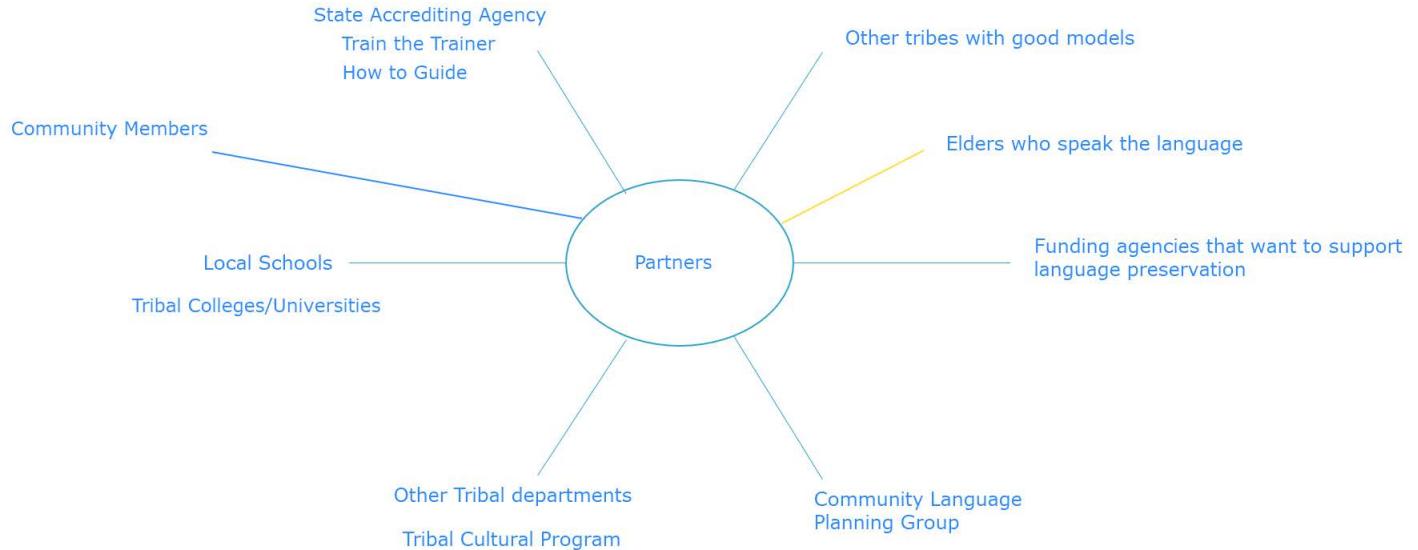 State Accrediting Agency
Train the Trainer
How to Guide
Other tribes with good models
Community Members
Elders who speak the language
Local Schools
Tribal Colleges/Universities
Partners
Funding agencies that want to support
language preservation
Other Tribal departments
Tribal Cultural Program
Community Language
Planning Group